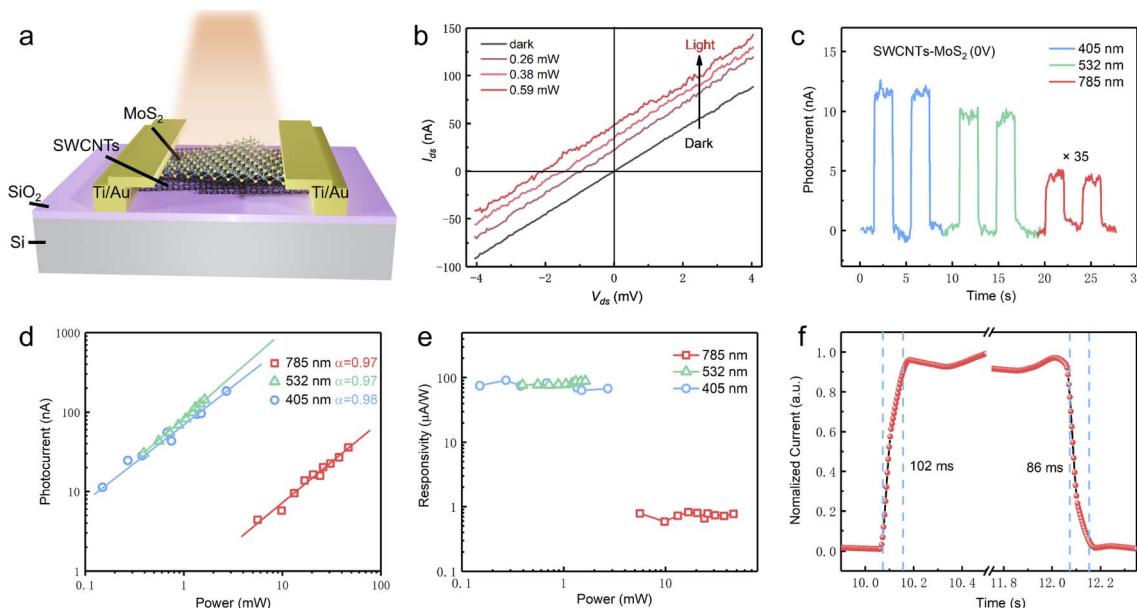 a
MoS₂
SWCNTs
SiO₂
Ti/Au
Ti/Au
Si
b
dark
0.26 mW
0.38 mW
0.59 mW
Light
Dark
150
100
50
0
-50
-100
Ids (nA)
-4
-2
0
2
4
Vds (mV)
c
SWCNTs-MoS₂ (0V)
405 nm
532 nm
785 nm
× 35
15
10
5
0
Photocurrent (nA)
0
5
10
15
20
25
Time (s)
d
785 nm α=0.97
532 nm α=0.97
405 nm α=0.98
1000
100
10
1
Photocurrent (nA)
0.1
1
10
100
Power (mW)
e
785 nm
532 nm
405 nm
1000
100
10
1
0.1
Responsivity (μA/W)
0.1
1
10
Power (mW)
f
102 ms
86 ms
1.0
0.8
0.6
0.4
0.2
0.0
Nomalized Current (a.u.)
10.0
10.2
10.4
11.8
12.0
12.2
Time (s)